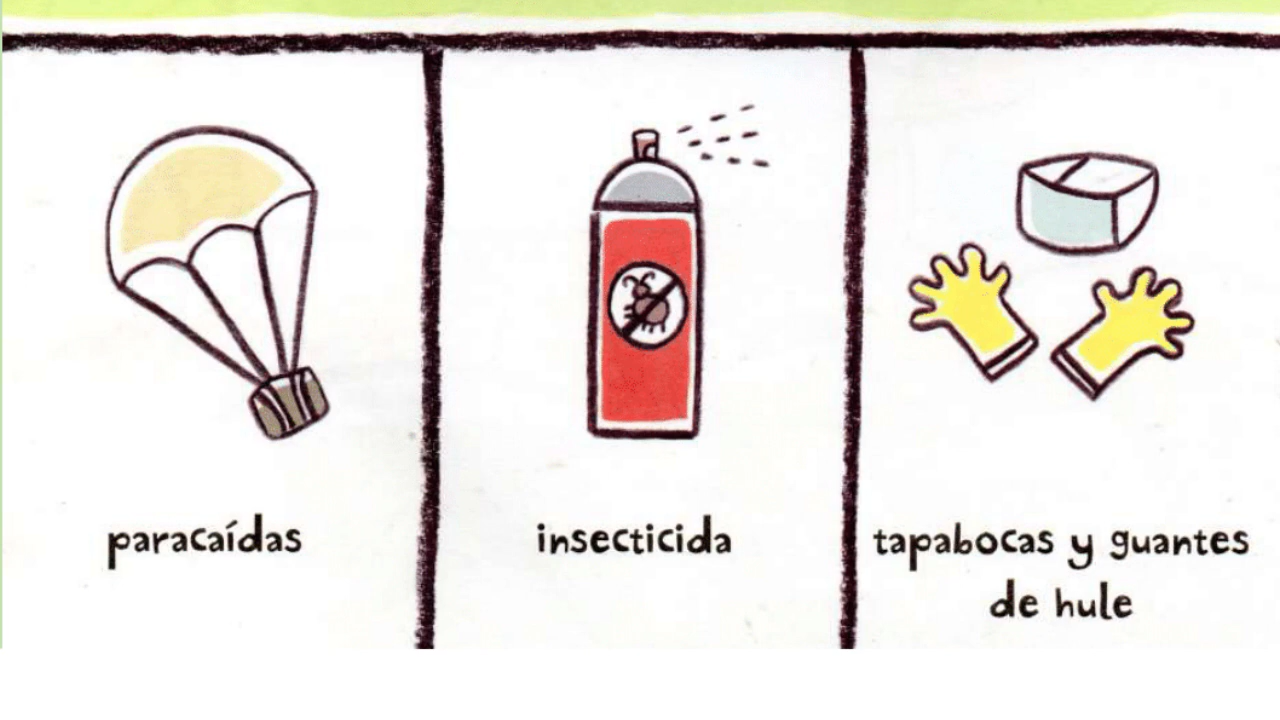 paracaídas
insecticida
tapabocas y guantes
de hule